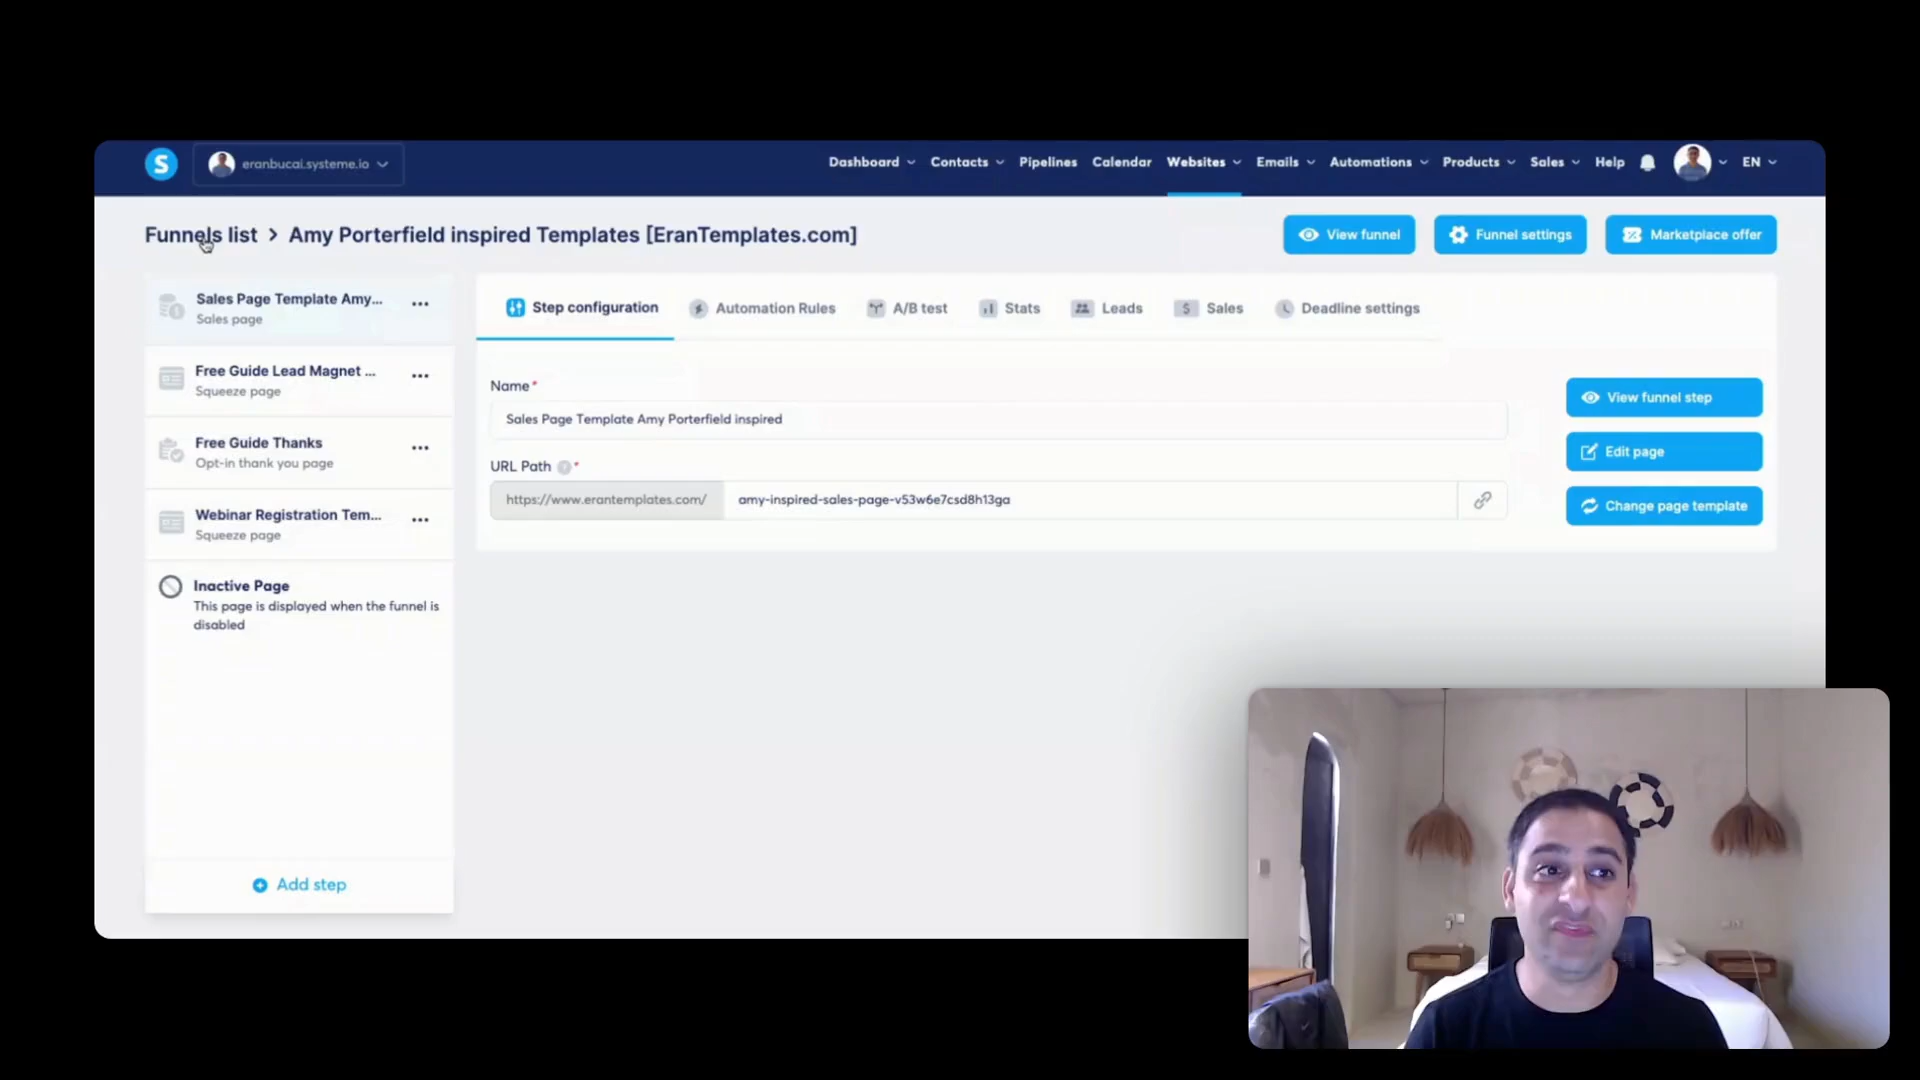 S
eranbucai.systeme.io
Dashboard
Contacts
Pipelines
Calendar
Websites
Emails
Automations
Products
Sales
Help
EN
Funnels list > Amy Porterfield inspired Templates [EranTemplates.com]
View funnel
Funnel settings
Marketplace offer
Sales Page Template Amy...
Sales page
Free Guide Lead Magnet ...
Squeeze page
Free Guide Thanks
Opt-in thank you page
Webinar Registration Tem...
Squeeze page
Inactive Page
This page is displayed when the funnel is
disabled
Add step
Step configuration
Automation Rules
A/B test
Stats
Leads
Sales
Deadline settings
Name*
Sales Page Template Amy Porterfield inspired
URL Path *
https://www.erantemplates.com/
amy-inspired-sales-page-v53w6e7csd8h13ga
View funnel step
Edit page
Change page template